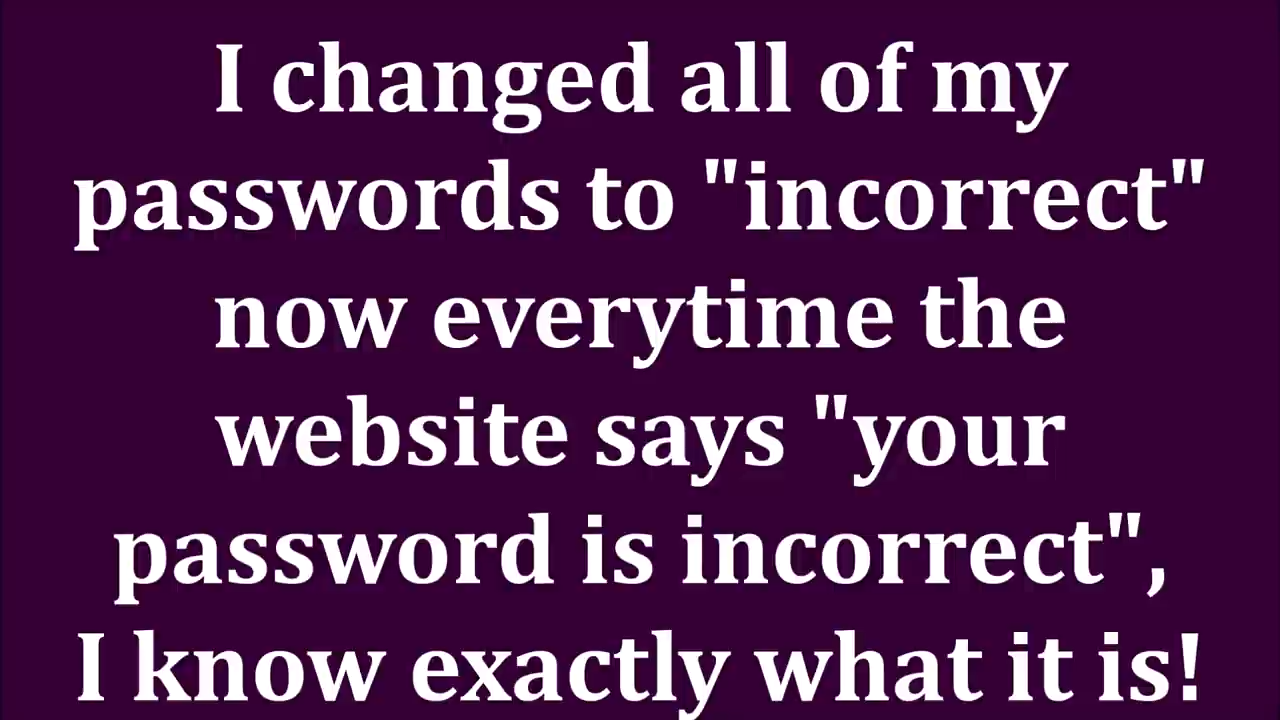 I changed all of my
passwords to "incorrect"
now everytime the
website says "your
password is incorrect",
I know exactly what it is!